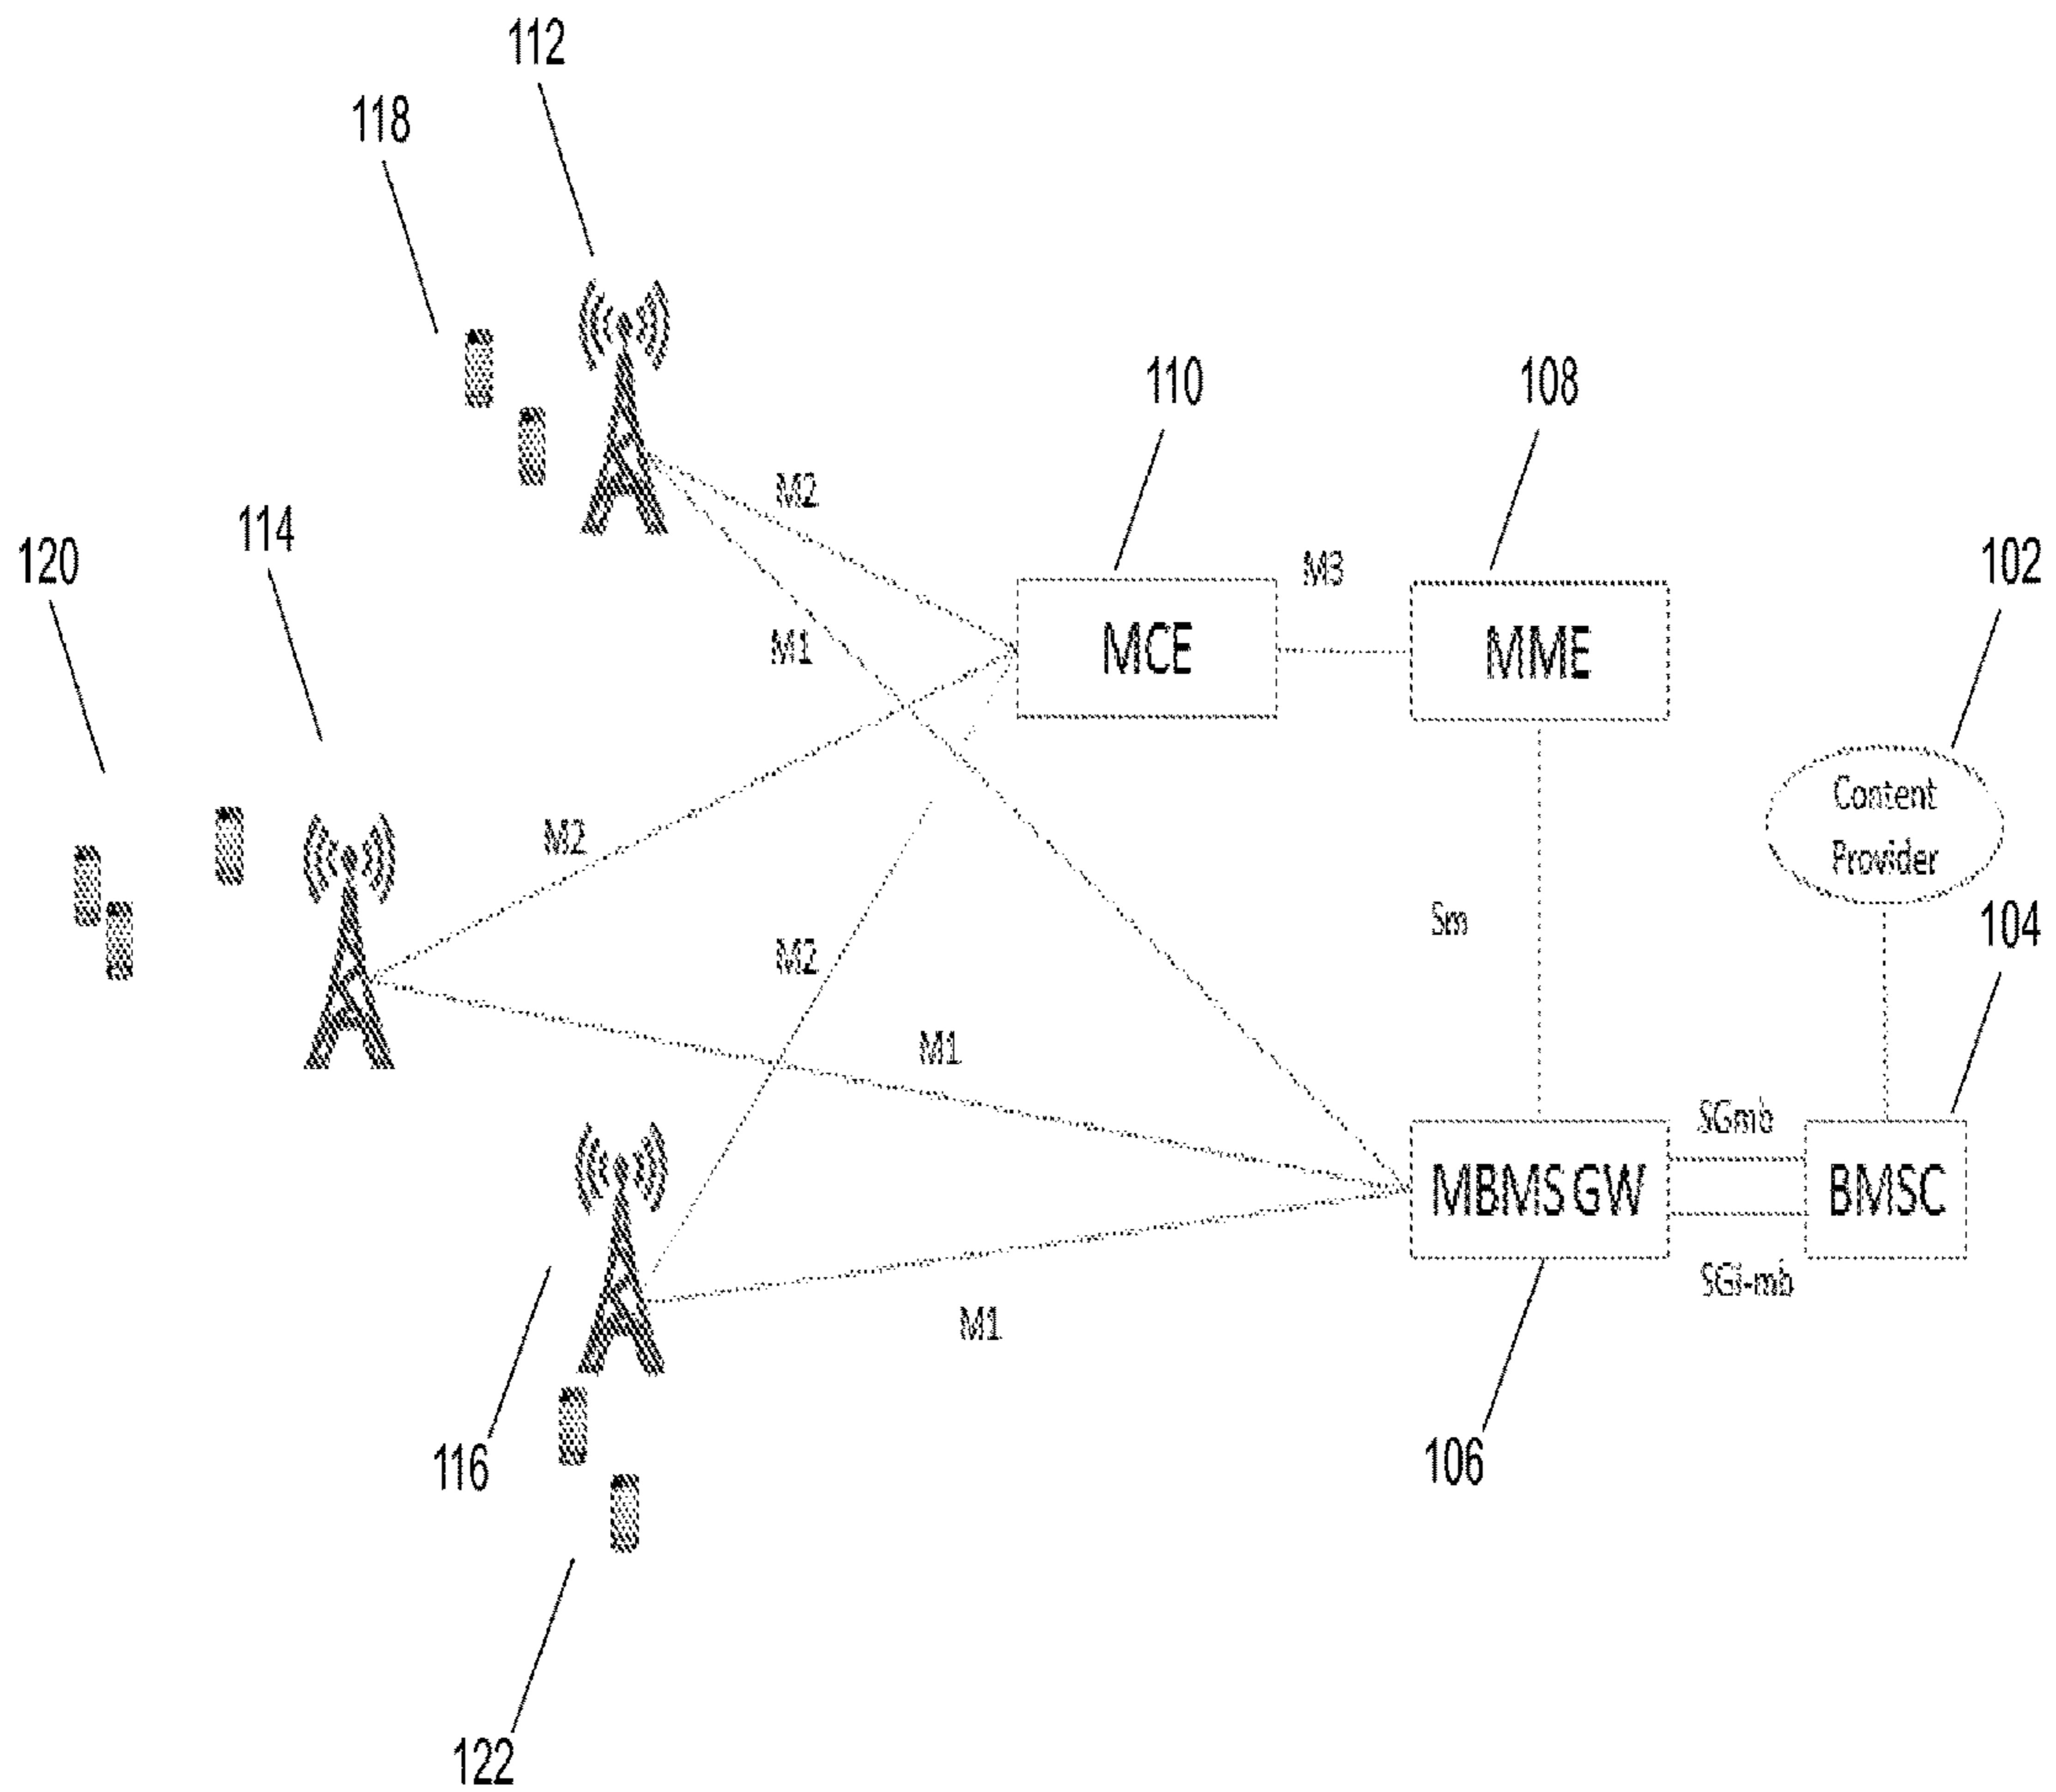 112
118
110
108
M2
114
120
M3
102
M1
MCE
MME
Content
Provider
M2
Sm
104
M2
M1
SGmb
MBMS GW
BMSC
SGi-mb
M1
116
106
122